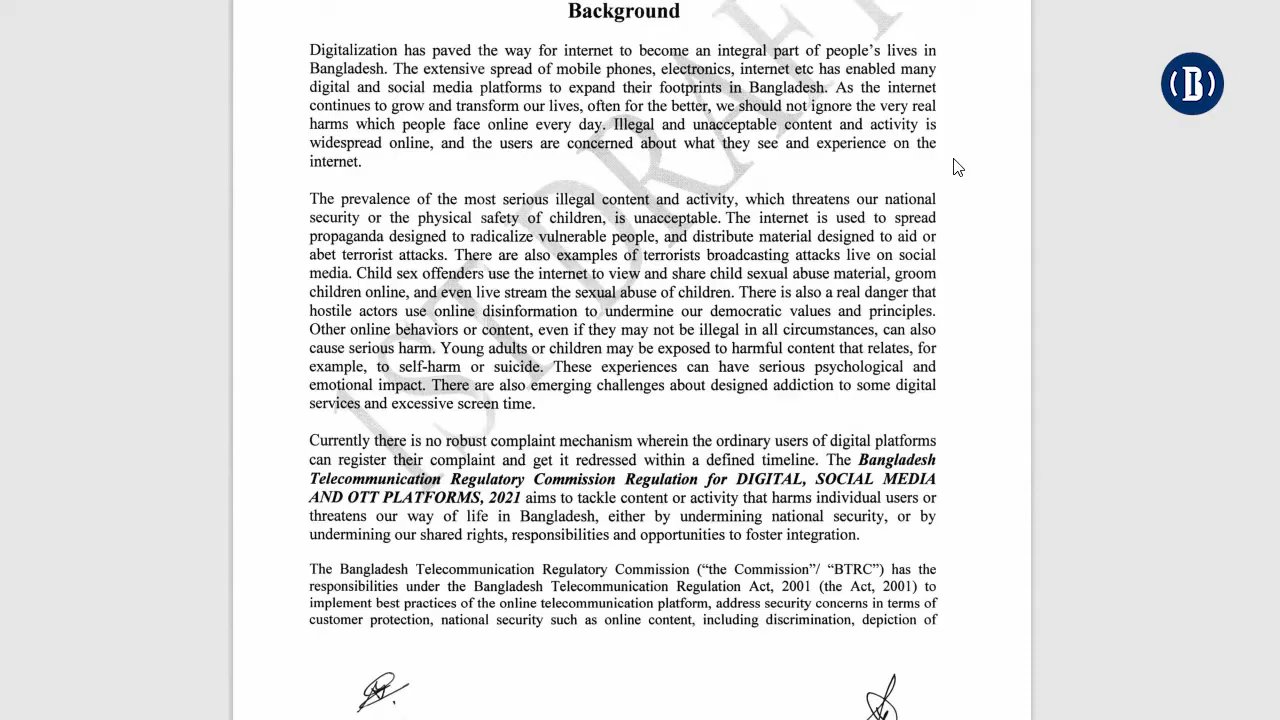 Background
Digitalization has paved the way for internet to become an integral part of people's lives in
Bangladesh. The extensive spread of mobile phones, electronics, internet etc has enabled many
digital and social media platforms to expand their footprints in Bangladesh. As the internet
continues to grow and transform our lives, often for the better, we should not ignore the very real
harms which people face online every day. Illegal and unacceptable content and activity is
widespread online, and the users are concerned about what they see and experience on the
internet.
The prevalence of the most serious illegal content and activity, which threatens our national
security or the physical safety of children, is unacceptable. The internet is used to spread
propaganda designed to radicalize vulnerable people, and distribute material designed to aid or
abet terrorist attacks. There are also examples of terrorists broadcasting attacks live on social
media. Child sex offenders use the internet to view and share child sexual abuse material, groom
children online, and even live stream the sexual abuse of children. There is also a real danger that
hostile actors use online disinformation to undermine our democratic values and principles.
Other online behaviors or content, even if they may not be illegal in all circumstances, can also
cause serious harm. Young adults or children may be exposed to harmful content that relates, for
example, to self-harm or suicide. These experiences can have serious psychological and
emotional impact. There are also emerging challenges about designed addiction to some digital
services and excessive screen time.
Currently there is no robust complaint mechanism wherein the ordinary users of digital platforms
can register their complaint and get it redressed within a defined timeline. The Bangladesh
Telecommunication Regulatory Commission Regulation for DIGITAL, SOCIAL MEDIA
AND OTT PLATFORMS, 2021 aims to tackle content or activity that harms individual users or
threatens our way of life in Bangladesh, either by undermining national security, or by
undermining our shared rights, responsibilities and opportunities to foster integration.
The Bangladesh Telecommunication Regulatory Commission ("the Commission"/ "BTRC") has the
responsibilities under the Bangladesh Telecommunication Regulation Act, 2001 (the Act, 2001) to
implement best practices of the online telecommunication platform, address security concerns in terms of
customer protection, national security such as online content, including discrimination, depiction of
1ST DRAFT
B